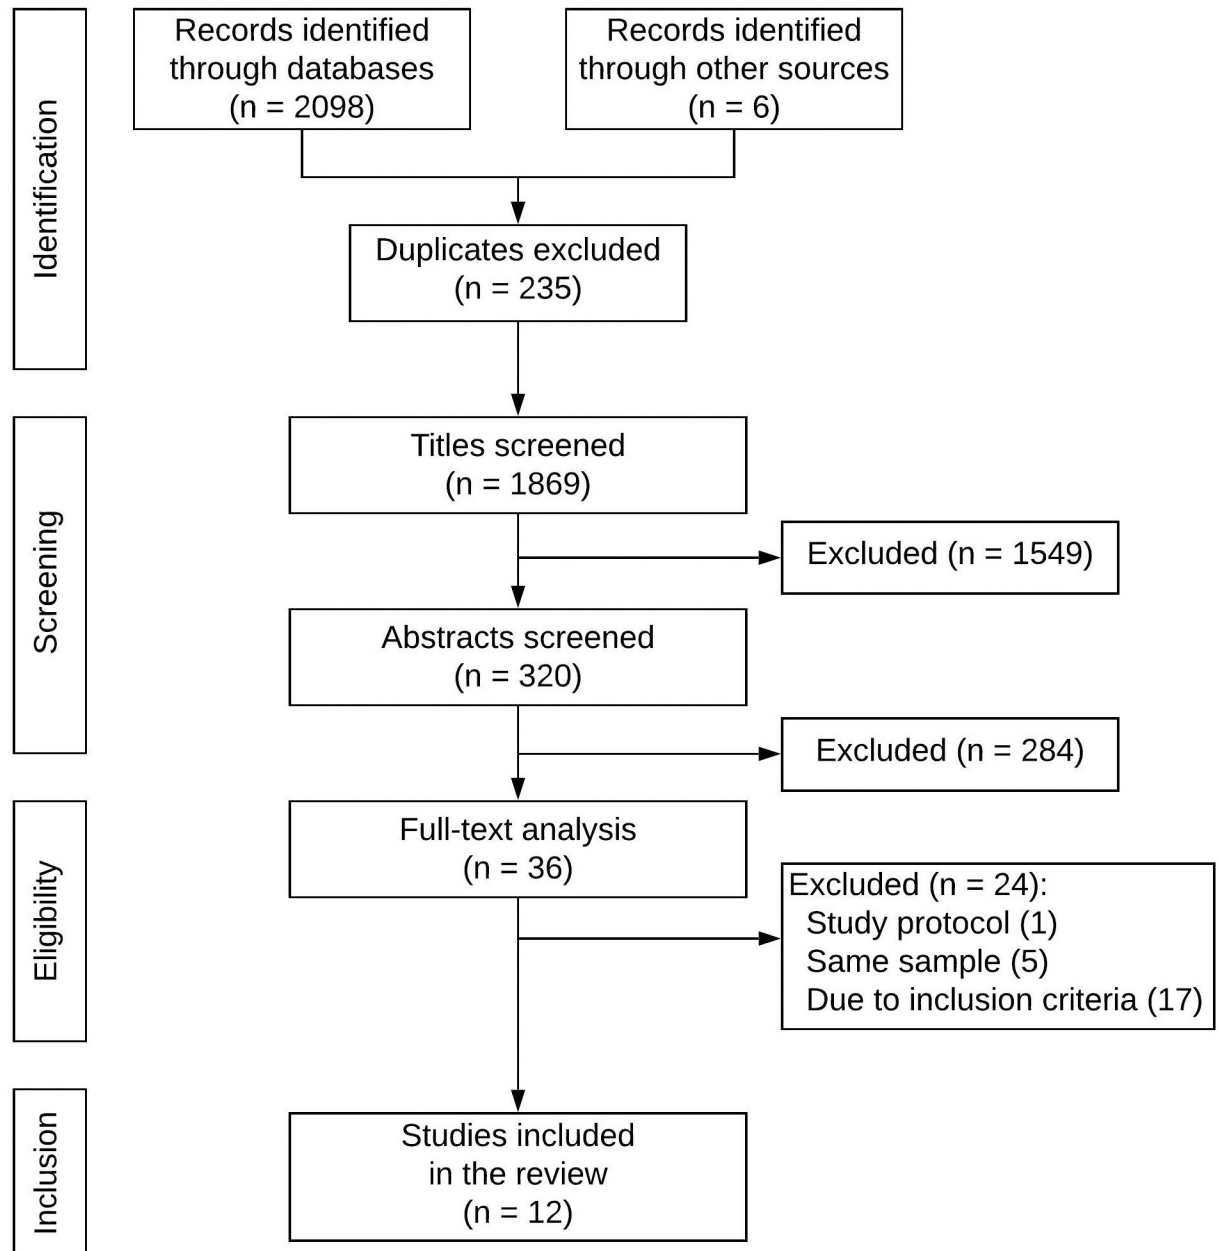 Identification
Records identified
through databases
(n = 2098)
Records identified
through other sources
(n = 6)
Duplicates excluded
(n = 235)
Screening
Titles screened
(n = 1869)
Excluded (n = 1549)
Abstracts screened
(n = 320)
Excluded (n = 284)
Eligibility
Full-text analysis
(n = 36)
Excluded (n = 24):
Study protocol (1)
Same sample (5)
Due to inclusion criteria (17)
Inclusion
Studies included
in the review
(n = 12)